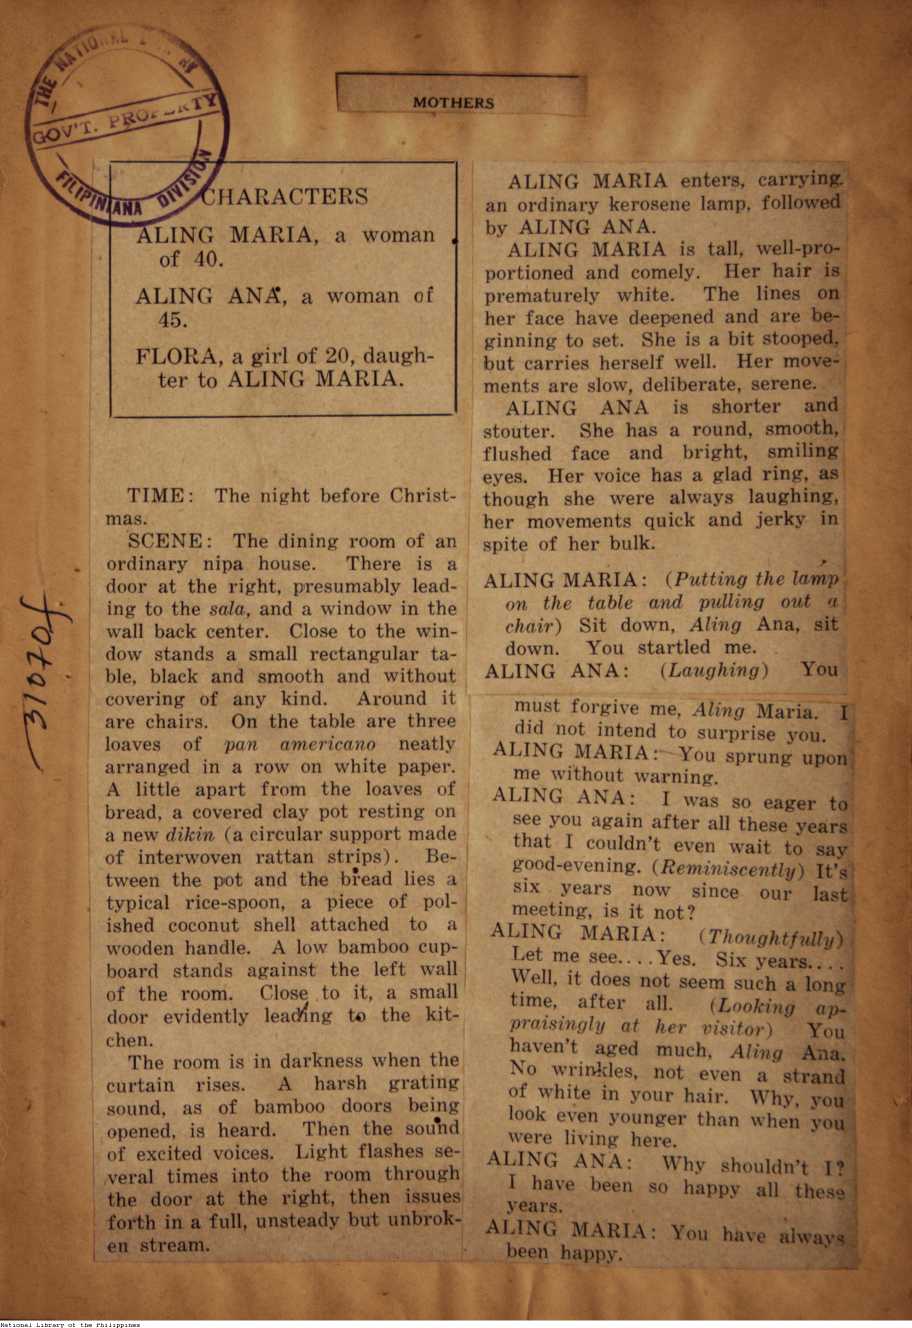 THE NATIONAL
GOV'T. PROPERTY
FILIPINIANA DIVISION
MOTHERS
CHARACTERS
ALING MARIA, a woman
of 40.
ALING ANA, a woman of
45.
FLORA, a girl of 20, daugh-
ter to ALING MARIA.
TIME: The night before Christ-
mas.
SCENE: The dining room of an
ordinary nipa house. There is a
door at the right, presumably lead-
ing to the sala, and a window in the
wall back center. Close to the win-
dow stands a small rectangular ta-
ble, black and smooth and without
covering of any kind. Around it
are chairs. On the table are three
loaves of pan americano neatly
arranged in a row on white paper.
A little apart from the loaves of
bread, a covered clay pot resting on
a new dikin (a circular support made
of interwoven rattan strips). Be-
tween the pot and the bread lies a
typical rice-spoon, a piece of pol-
ished coconut shell attached to a
wooden handle. A low bamboo cup-
board stands against the left wall
of the room. Close to it, a small
door evidently leading to the kit-
chen.
The room is in darkness when the
curtain rises. A harsh grating
sound, as of bamboo doors being
opened, is heard. Then the sound
of excited voices. Light flashes se-
veral times into the room through
the door at the right, then issues
forth in a full, unsteady but unbrok-
en stream.
ALING MARIA enters, carrying
an ordinary kerosene lamp, followed
by ALING ANA.
ALING MARIA is tall, well-pro-
portioned and comely. Her hair is
prematurely white. The lines on
her face have deepened and are be-
ginning to set. She is a bit stooped,
but carries herself well. Her move-
ments are slow, deliberate, serene.
ALING ANA is shorter and
stouter. She has a round, smooth,
flushed face and bright, smiling
eyes. Her voice has a glad ring, as
though she were always laughing,
her movements quick and jerky in
spite of her bulk.
ALING MARIA: (Putting the lamp
on the table and pulling out a
chair) Sit down, Aling Ana, sit
down. You startled me.
ALING ANA: (Laughing) You
must forgive me, Aling Maria. I
did not intend to surprise you.
ALING MARIA: You sprung upon
me without warning.
ALING ANA: I was so eager to
see you again after all these years
that I couldn't even wait to say
good-evening. (Reminiscently) It's
six years now since our last
meeting, is it not?
ALING MARIA: (Thoughtfully)
Let me see....Yes. Six years....
Well, it does not seem such a long
time, after all. (Looking ap-
praisingly at her visitor) You
haven't aged much, Aling Ana.
No wrinkles, not even a strand
of white in your hair. Why, you
look even younger than when you
were living here.
ALING ANA: Why shouldn't I?
I have been so happy all these
years.
ALING MARIA: You have always
been happy.
National Library of the Philippines